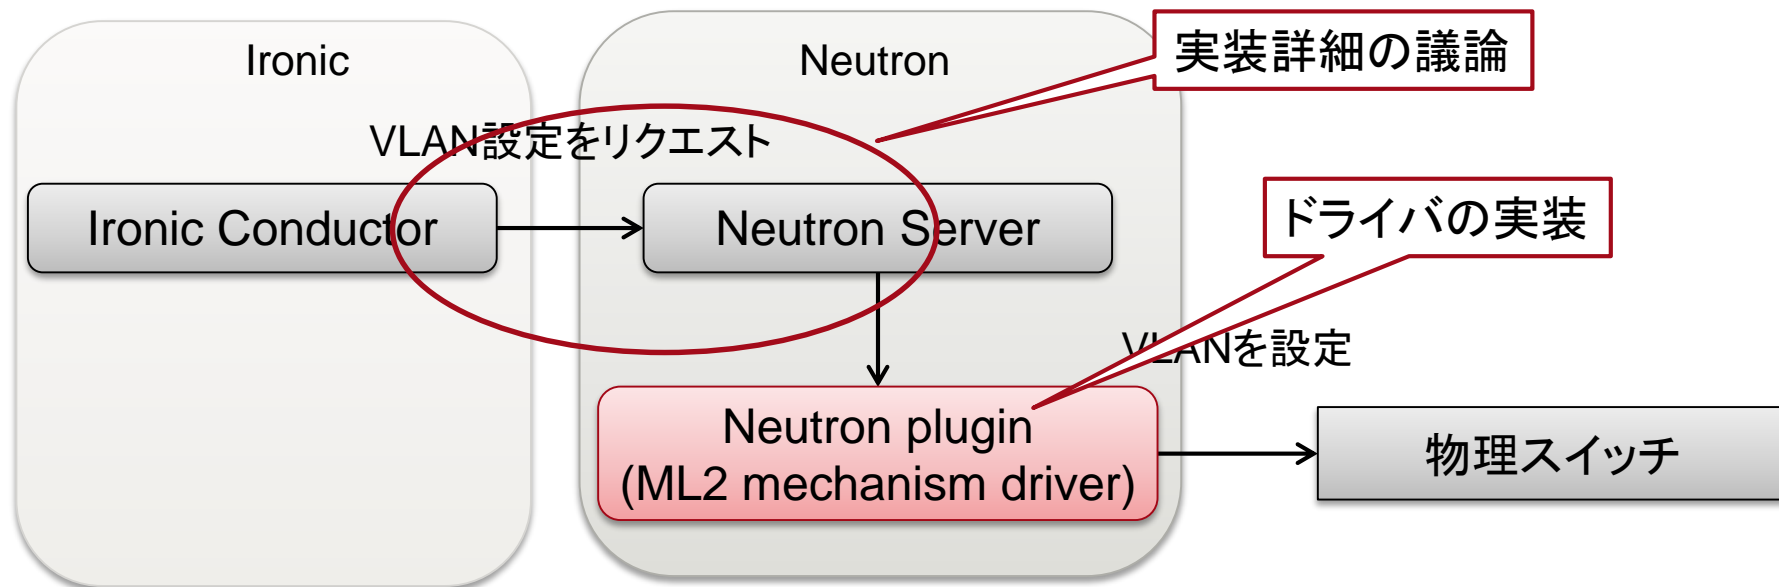 Ironic
Neutron
実装詳細の議論
VLAN設定をリクエスト
Ironic Conductor
Neutron Server
ドライバの実装
VLANを設定
Neutron plugin
(ML2 mechanism driver)
物理スイッチ